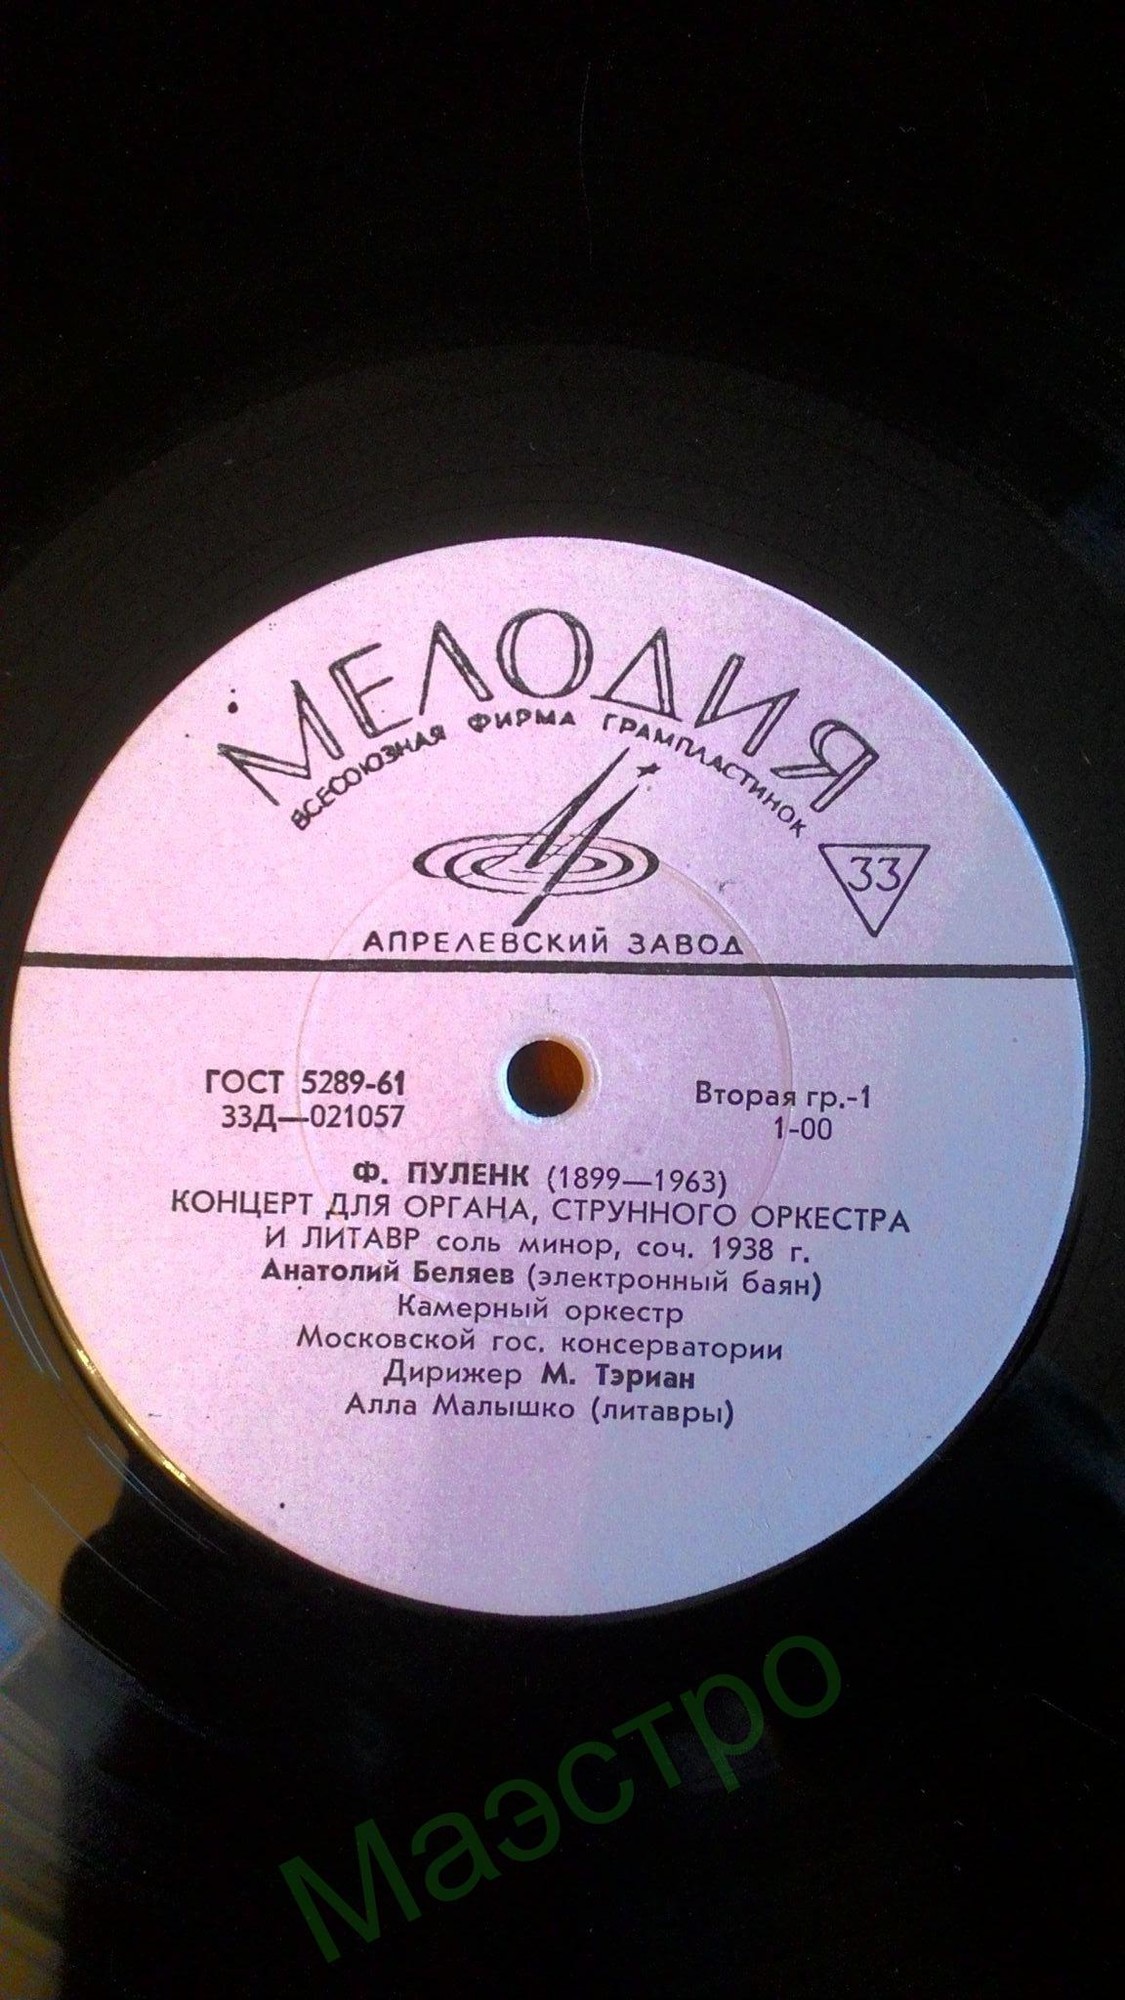 МЕЛОДИЯ
ВСЕСОЮЗНАЯ ФИРМА ГРАМПЛАСТИНОК
33
АПРЕЛЕВСКИЙ ЗАВОД
ГОСТ 5289-61
33Д—021057
Вторая гр.-1
1-00
Ф. ПУЛЕНК (1899—1963)
КОНЦЕРТ ДЛЯ ОРГАНА, СТРУННОГО ОРКЕСТРА
И ЛИТАВР соль минор, соч. 1938 г.
Анатолий Беляев (электронный баян)
Камерный оркестр
Московской гос. консерватории
Дирижер М. Тэриан
Алла Малышко (литавры)
Маэстро